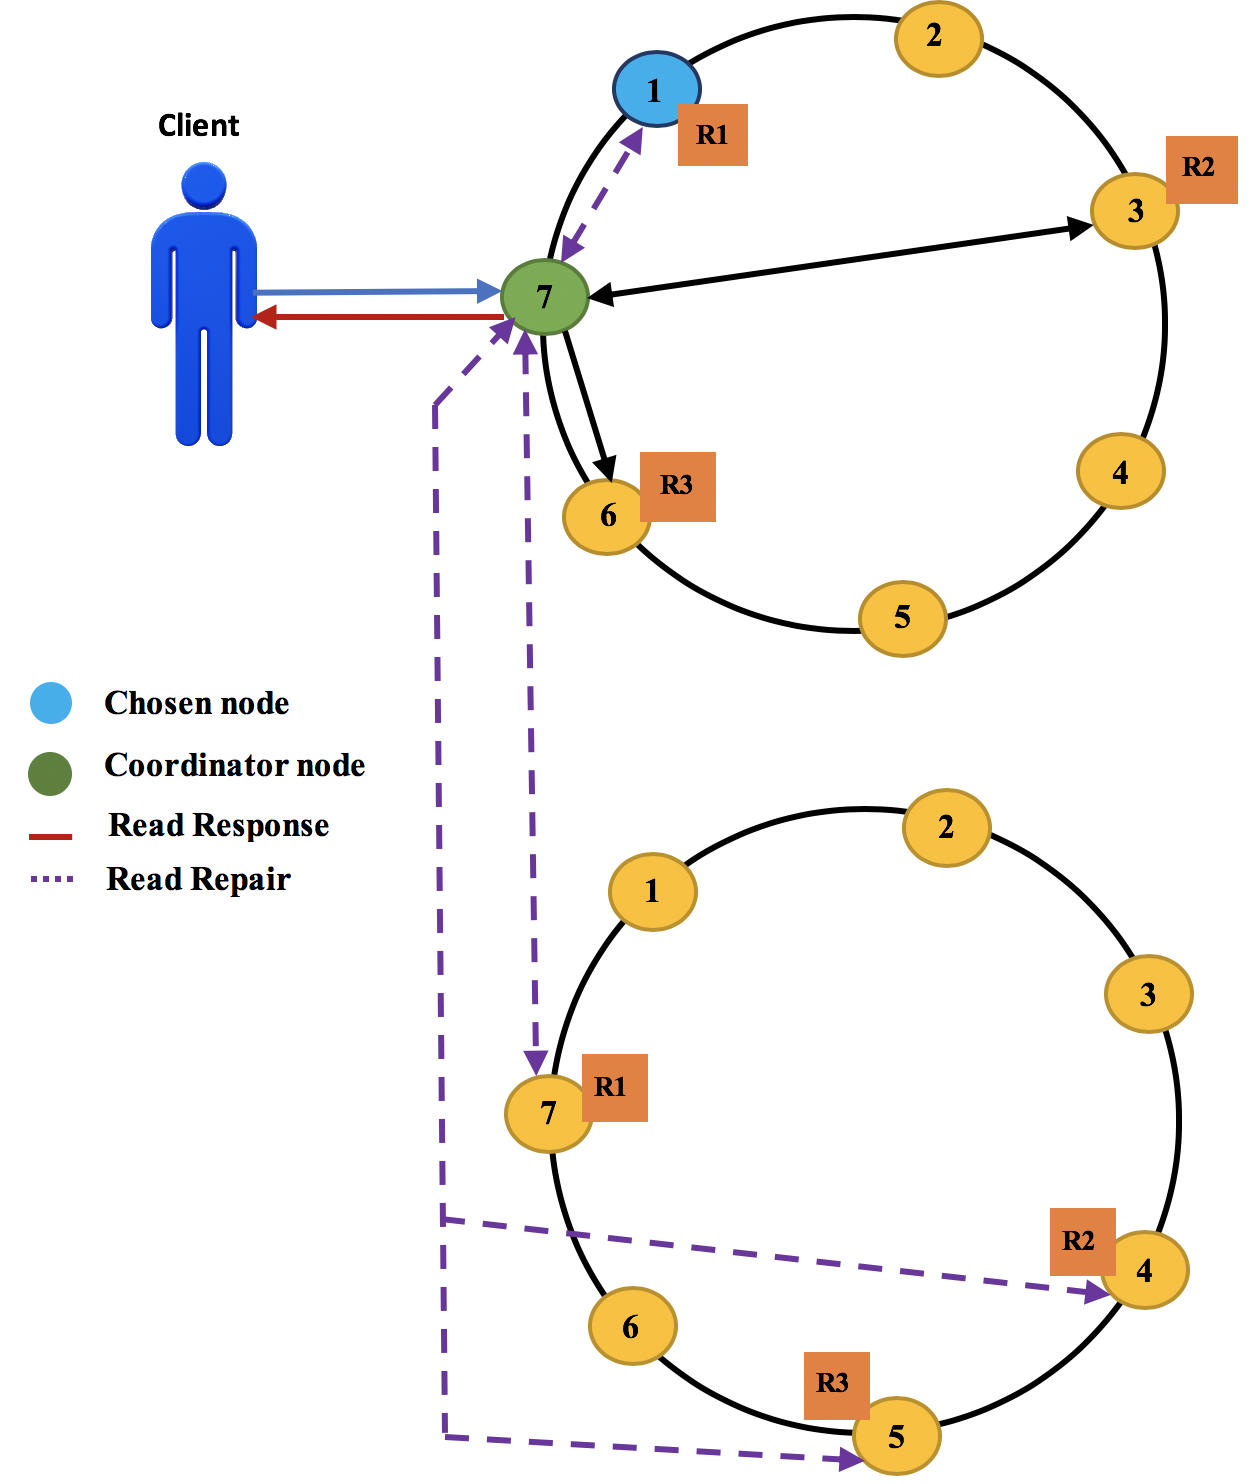 2
1
R1
Client
R2
3
7
R3
4
6
5
Chosen node
Coordinator node
Read Response
Read Repair
2
1
3
R1
7
R2
4
6
R3
5